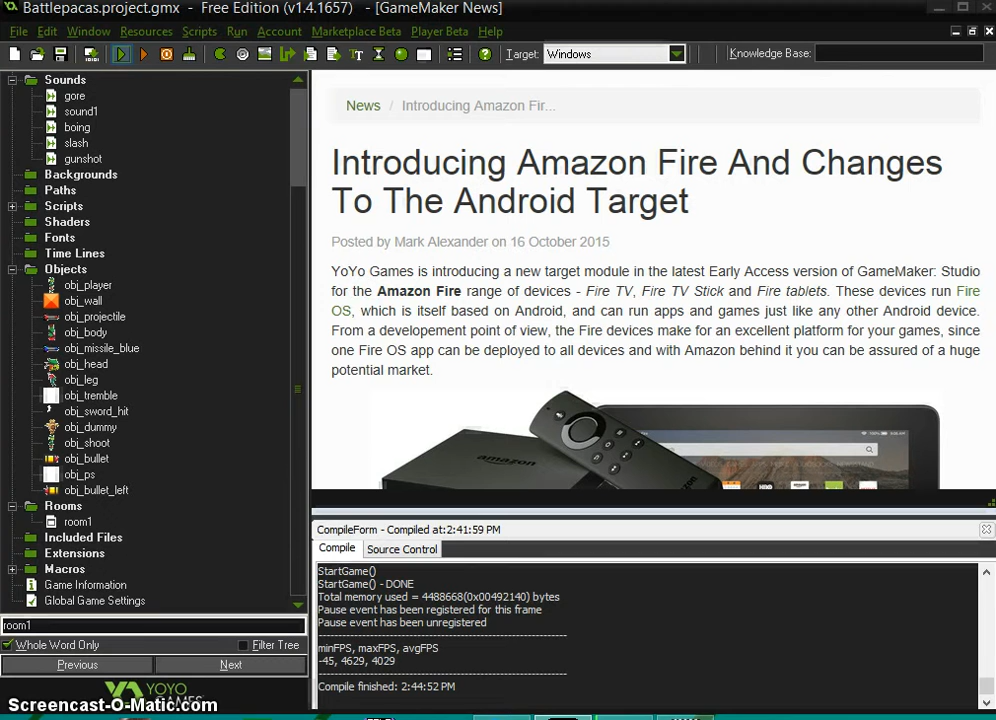 Battlepacas.project.gmx - Free Edition (v1.4.1657) - [GameMaker News]
File Edit Window Resources Scripts Run Account Marketplace Beta Player Beta Help
Target: Windows Knowledge Base:
Sounds
gore
sound1
boing
slash
gunshot
Backgrounds
Paths
Scripts
Shaders
Fonts
Time Lines
Objects
obj_player
obj_wall
obj_projectile
obj_body
obj_missile_blue
obj_head
obj_leg
obj_tremble
obj_sword_hit
obj_dummy
obj_shoot
obj_bullet
obj_ps
obj_bullet_left
Rooms
room1
Included Files
Extensions
Macros
Game Information
Global Game Settings
room1
Whole Word Only Filter Tree
Previous Next
YOYO
GAMES
News / Introducing Amazon Fir...
Introducing Amazon Fire And Changes
To The Android Target
Posted by Mark Alexander on 16 October 2015
YoYo Games is introducing a new target module in the latest Early Access version of GameMaker: Studio
for the Amazon Fire range of devices - Fire TV, Fire TV Stick and Fire tablets. These devices run Fire
OS, which is itself based on Android, and can run apps and games just like any other Android device.
From a developement point of view, the Fire devices make for an excellent platform for your games, since
one Fire OS app can be deployed to all devices and with Amazon behind it you can be assured of a huge
potential market.
amazon
CompileForm - Compiled at:2:41:59 PM
Compile Source Control
StartGame()
StartGame() - DONE
Total memory used = 4488668(0x00492140) bytes
Pause event has been registered for this frame
Pause event has been unregistered
minFPS, maxFPS, avgFPS
-45, 4629, 4029
Compile finished: 2:44:52 PM
Screencast-O-Matic.com